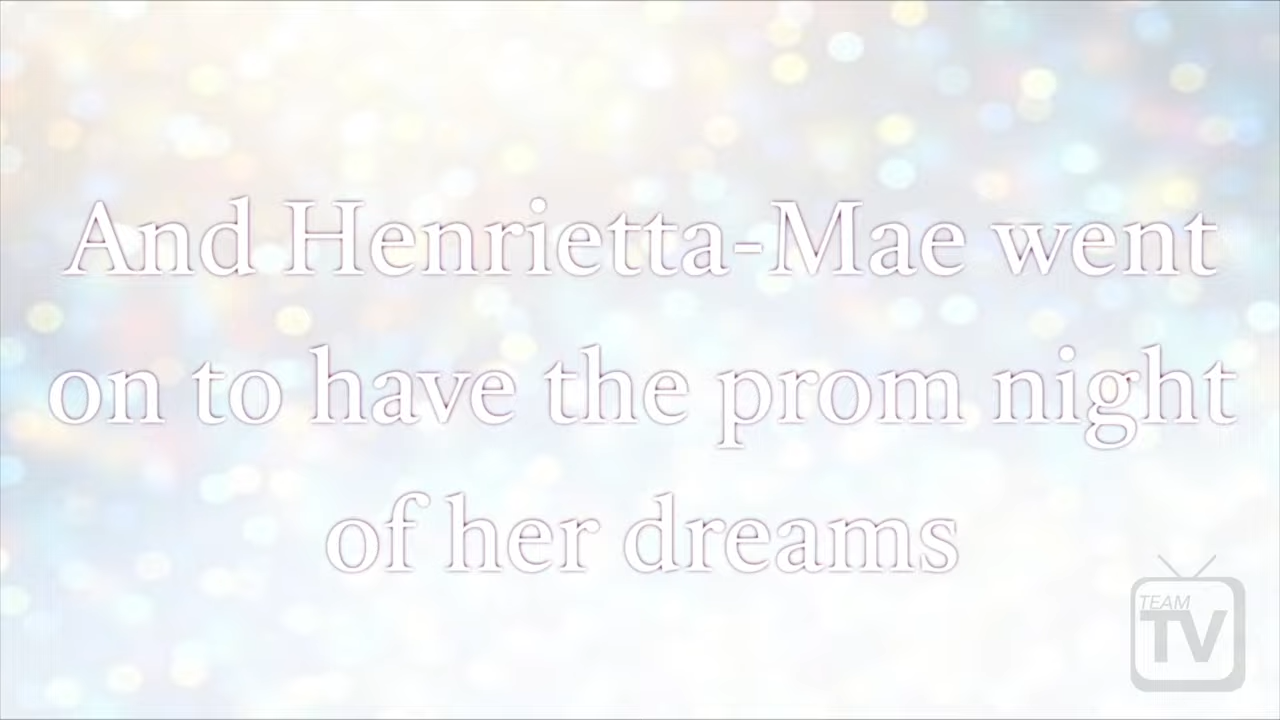 And Henrietta-Mae went
on to have the prom night
of her dreams
TEAM
TV